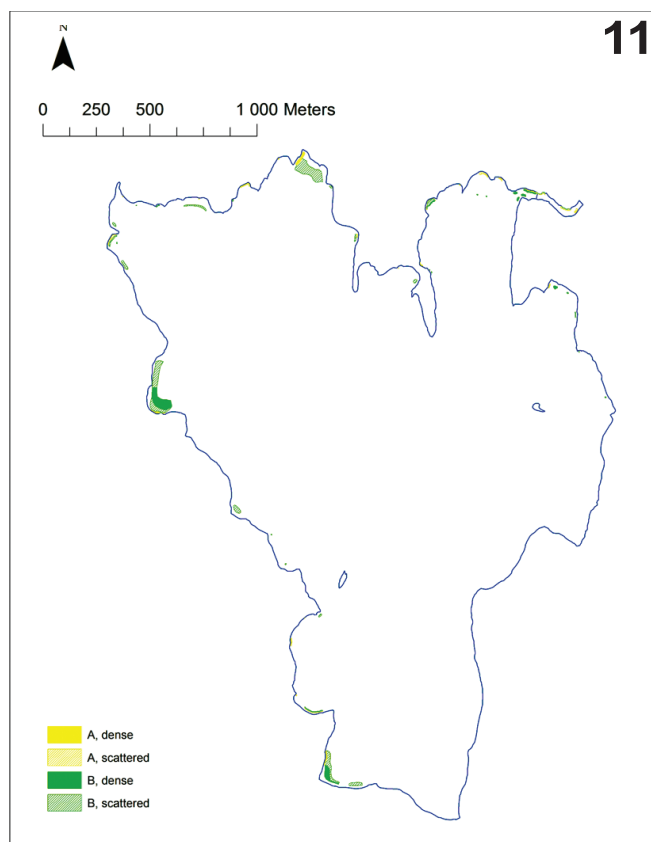 11
N
0 250 500 1 000 Meters
A, dense
A, scattered
B, dense
B, scattered